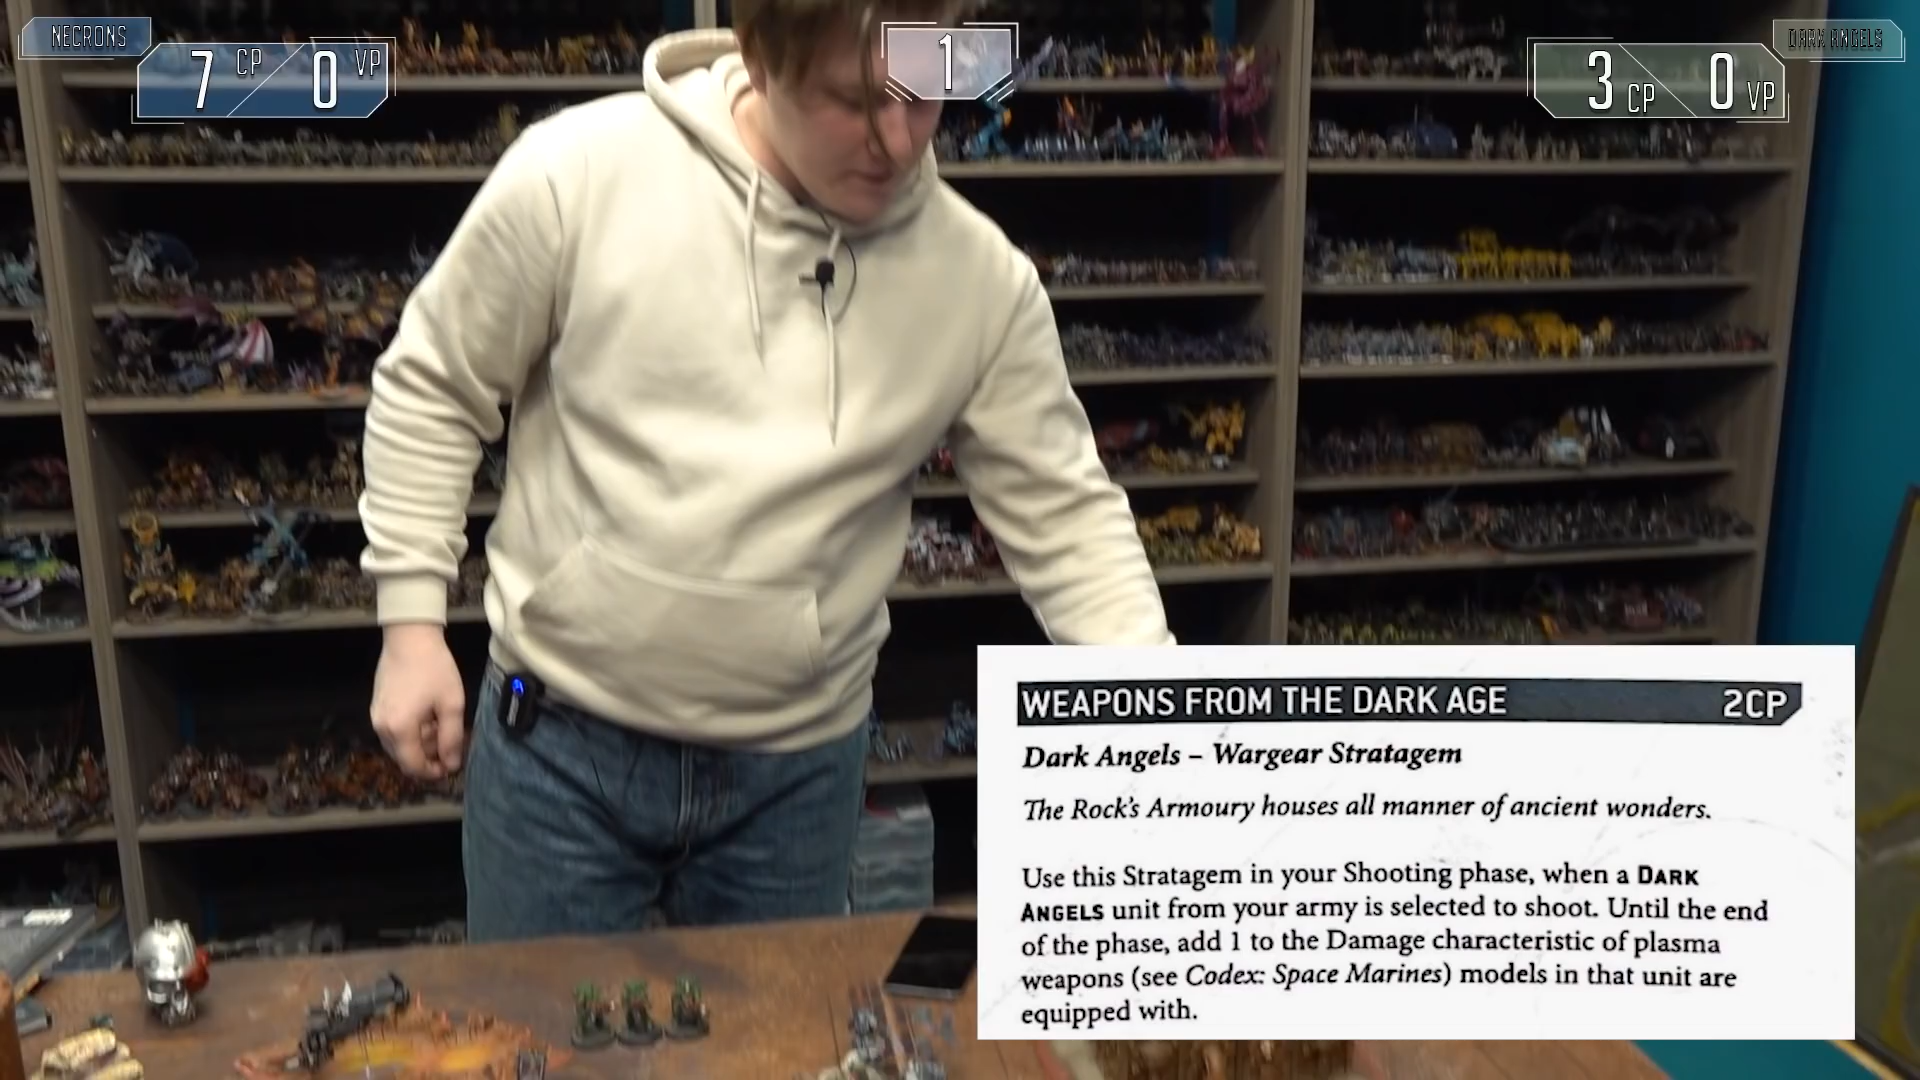 NECRONS
7 CP 0 VP
1
DARK ANGELS
3 CP 0 VP
WEAPONS FROM THE DARK AGE 2CP
Dark Angels – Wargear Stratagem
The Rock's Armoury houses all manner of ancient wonders.
Use this Stratagem in your Shooting phase, when a DARK
ANGELS unit from your army is selected to shoot. Until the end
of the phase, add 1 to the Damage characteristic of plasma
weapons (see Codex: Space Marines) models in that unit are
equipped with.